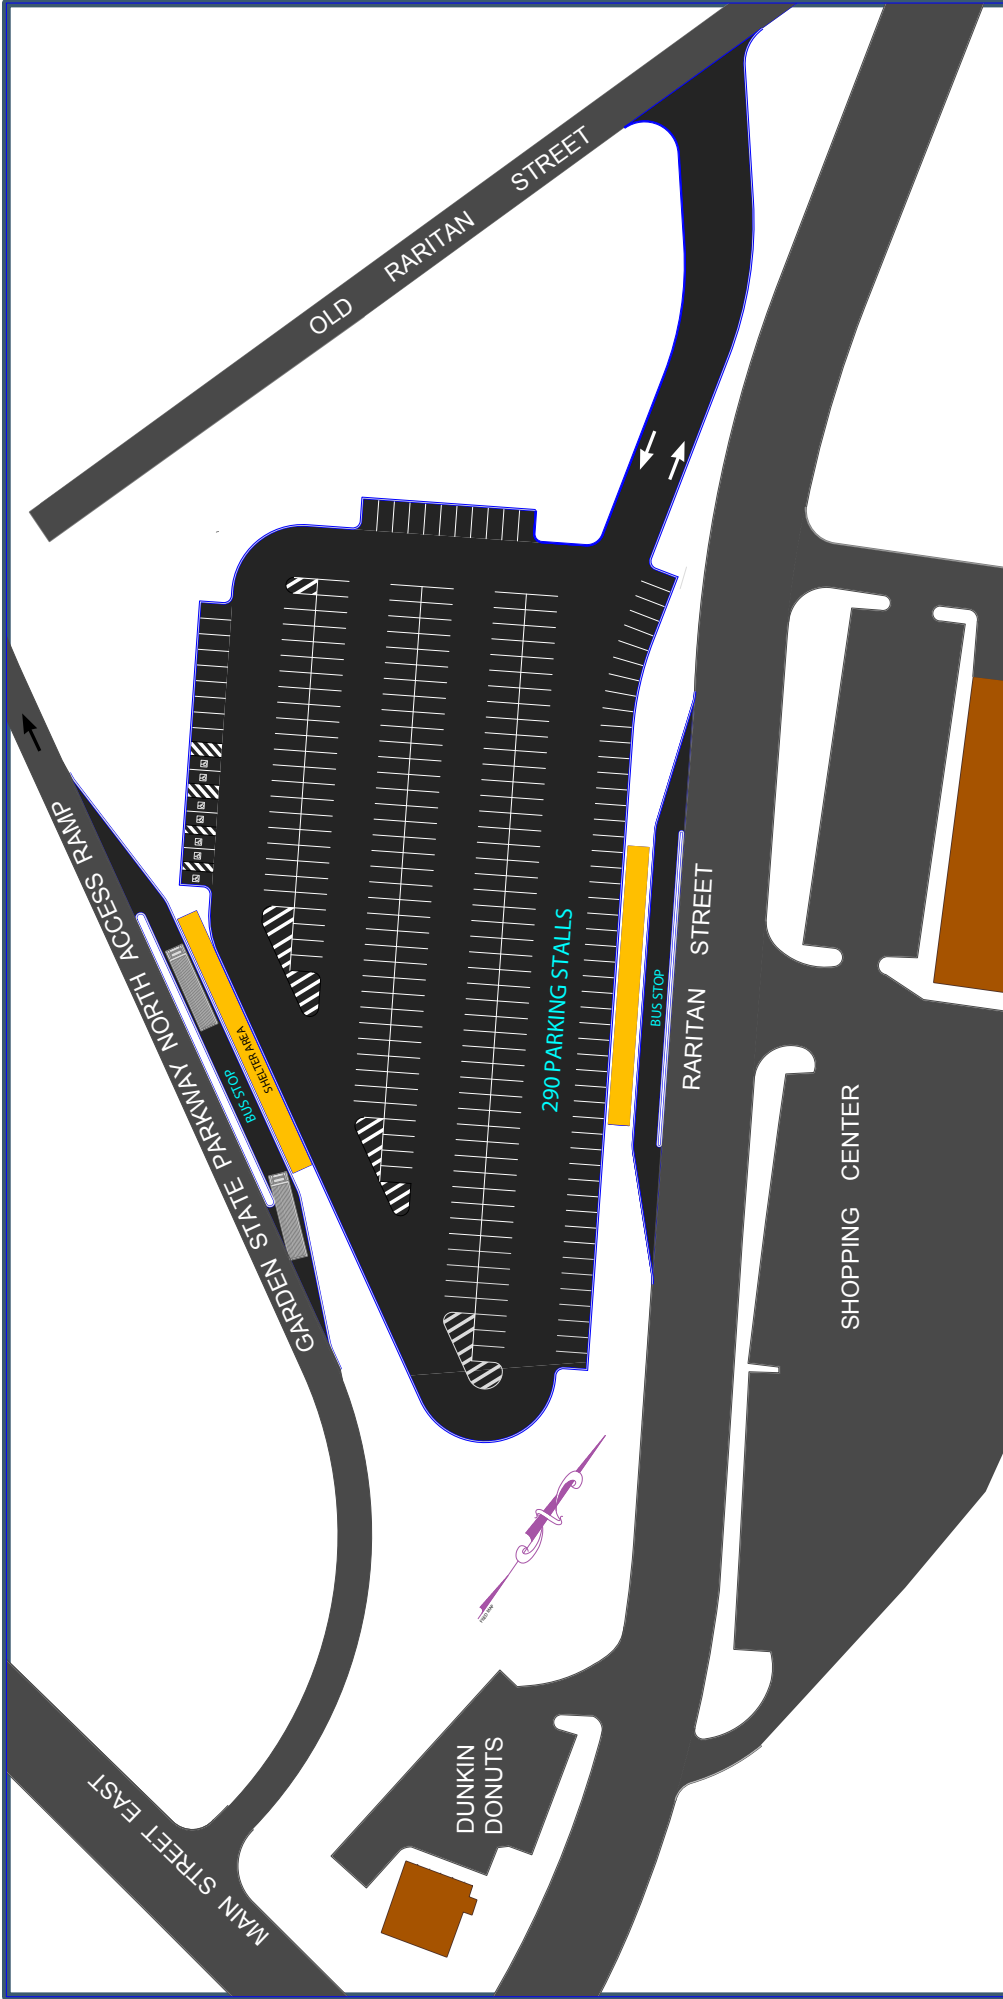 OLD RARITAN STREET
GARDEN STATE PARKWAY NORTH ACCESS RAMP
BUS STOP
SHELTER AREA
290 PARKING STALLS
BUS STOP
RARITAN STREET
SHOPPING CENTER
DUNKIN
DONUTS
MAIN STREET EAST